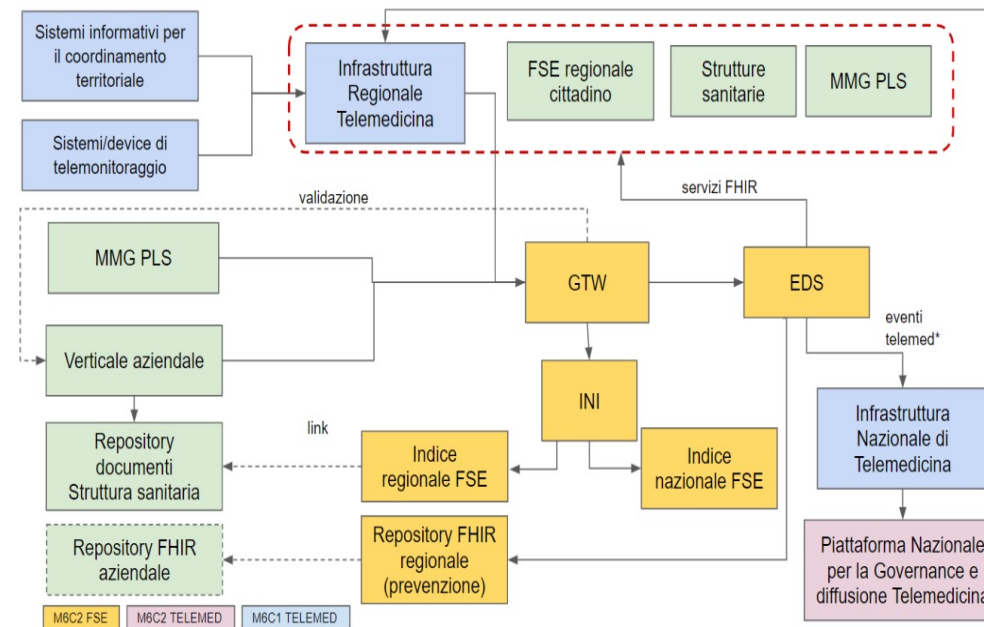 Sistemi informativi per
il coordinamento
territoriale
Sistemi/device di
telemonitoraggio
Infrastruttura
Regionale
Telemedicina
FSE regionale
cittadino
Strutture
sanitarie
MMG PLS
servizi FHIR
validazione
MMG PLS
GTW
EDS
eventi
telemed*
Verticale aziendale
INI
Infrastruttura
Nazionale di
Telemedicina
link
Repository
documenti
Struttura sanitaria
Indice
regionale FSE
Indice
nazionale FSE
Repository FHIR
aziendale
Repository FHIR
regionale
(prevenzione)
Piattaforma Nazionale
per la Governance e
diffusione Telemedicina
M6C2 FSE
M6C2 TELEMED
M6C1 TELEMED